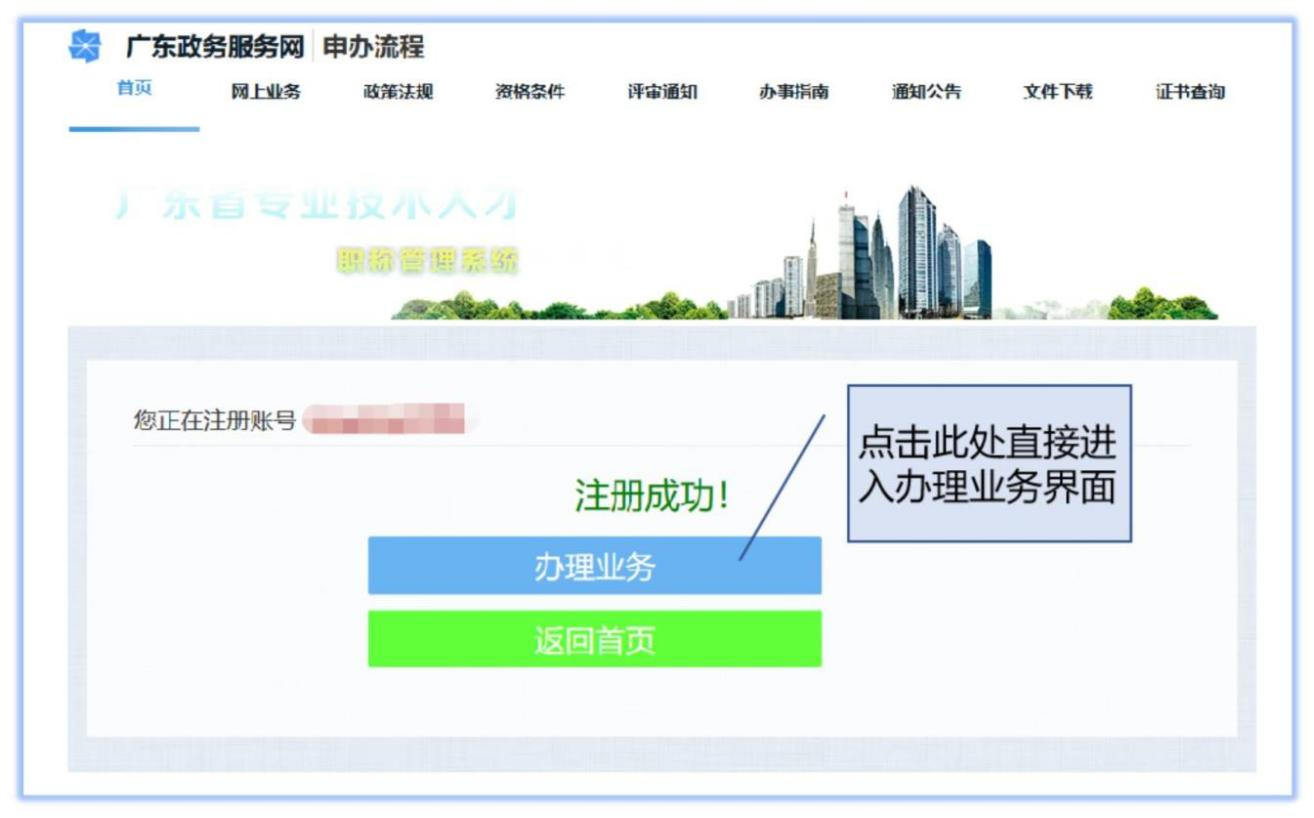 广东政务服务网 申办流程
首页 网上业务 政策法规 资格条件 评审通知 办事指南 通知公告 文件下载 证书查询
广东省专业技术人才
职称管理系统
您正在注册账号
点击此处直接进
入办理业务界面
注册成功!
办理业务
返回首页